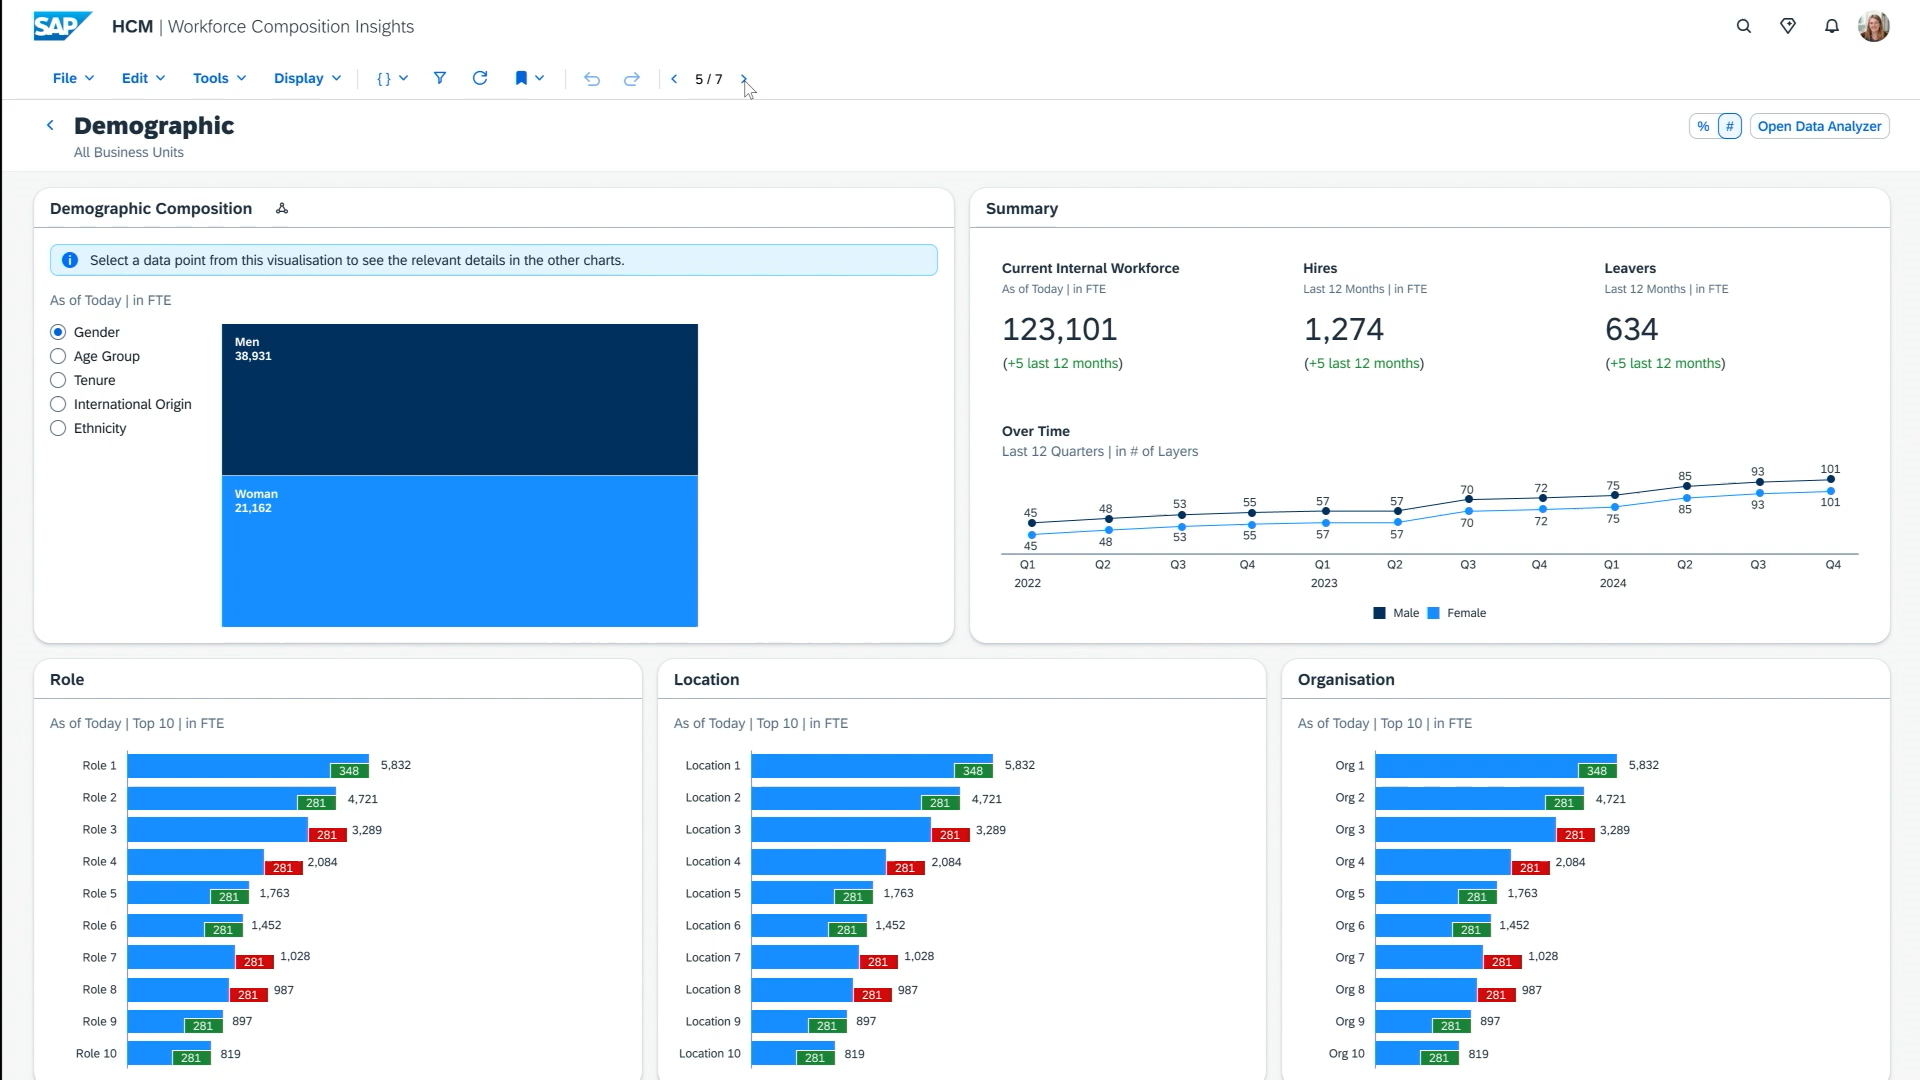 SAP HCM | Workforce Composition Insights
File Edit Tools Display { } 5 / 7
Demographic
All Business Units
% # Open Data Analyzer
Demographic Composition
Select a data point from this visualisation to see the relevant details in the other charts.
As of Today | in FTE
Gender
Age Group
Tenure
International Origin
Ethnicity
Men
38,931
Woman
21,162
Summary
Current Internal Workforce
As of Today | in FTE
123,101
(+5 last 12 months)
Hires
Last 12 Months | in FTE
1,274
(+5 last 12 months)
Leavers
Last 12 Months | in FTE
634
(+5 last 12 months)
Over Time
Last 12 Quarters | in # of Layers
45 48 53 55 57 57 70 72 75 85 93 101
45 48 53 55 57 57 70 72 75 85 93 101
Q1 Q2 Q3 Q4 Q1 Q2 Q3 Q4 Q1 Q2 Q3 Q4
2022 2023 2024
Male Female
Role
As of Today | Top 10 | in FTE
Role 1 348 5,832
Role 2 281 4,721
Role 3 281 3,289
Role 4 281 2,084
Role 5 281 1,763
Role 6 281 1,452
Role 7 281 1,028
Role 8 281 987
Role 9 281 897
Role 10 281 819
Location
As of Today | Top 10 | in FTE
Location 1 348 5,832
Location 2 281 4,721
Location 3 281 3,289
Location 4 281 2,084
Location 5 281 1,763
Location 6 281 1,452
Location 7 281 1,028
Location 8 281 987
Location 9 281 897
Location 10 281 819
Organisation
As of Today | Top 10 | in FTE
Org 1 348 5,832
Org 2 281 4,721
Org 3 281 3,289
Org 4 281 2,084
Org 5 281 1,763
Org 6 281 1,452
Org 7 281 1,028
Org 8 281 987
Org 9 281 897
Org 10 281 819